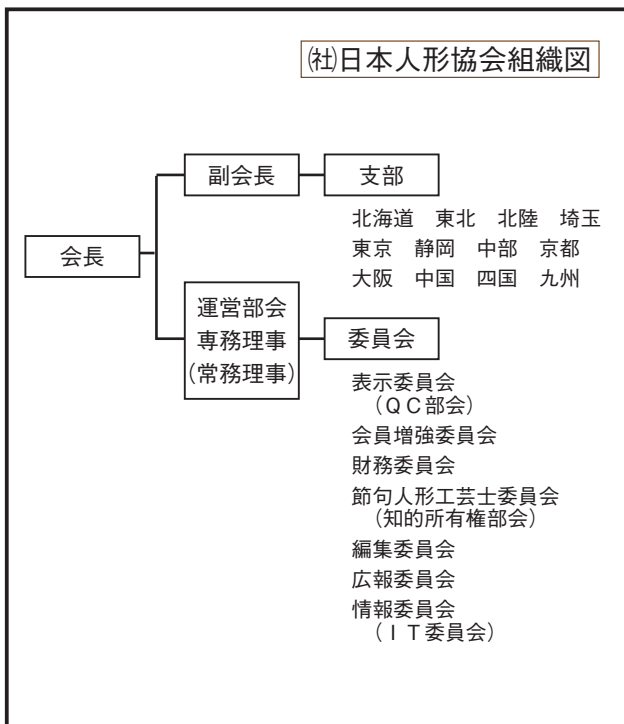 ㈳日本人形協会組織図
副会長
支部
北海道 東北 北陸 埼玉
東京 静岡 中部 京都
大阪 中国 四国 九州
会長
運営部会
専務理事
(常務理事)
委員会
表示委員会
(QC部会)
会員増強委員会
財務委員会
節句人形工芸士委員会
(知的所有権部会)
編集委員会
広報委員会
情報委員会
(IT委員会)